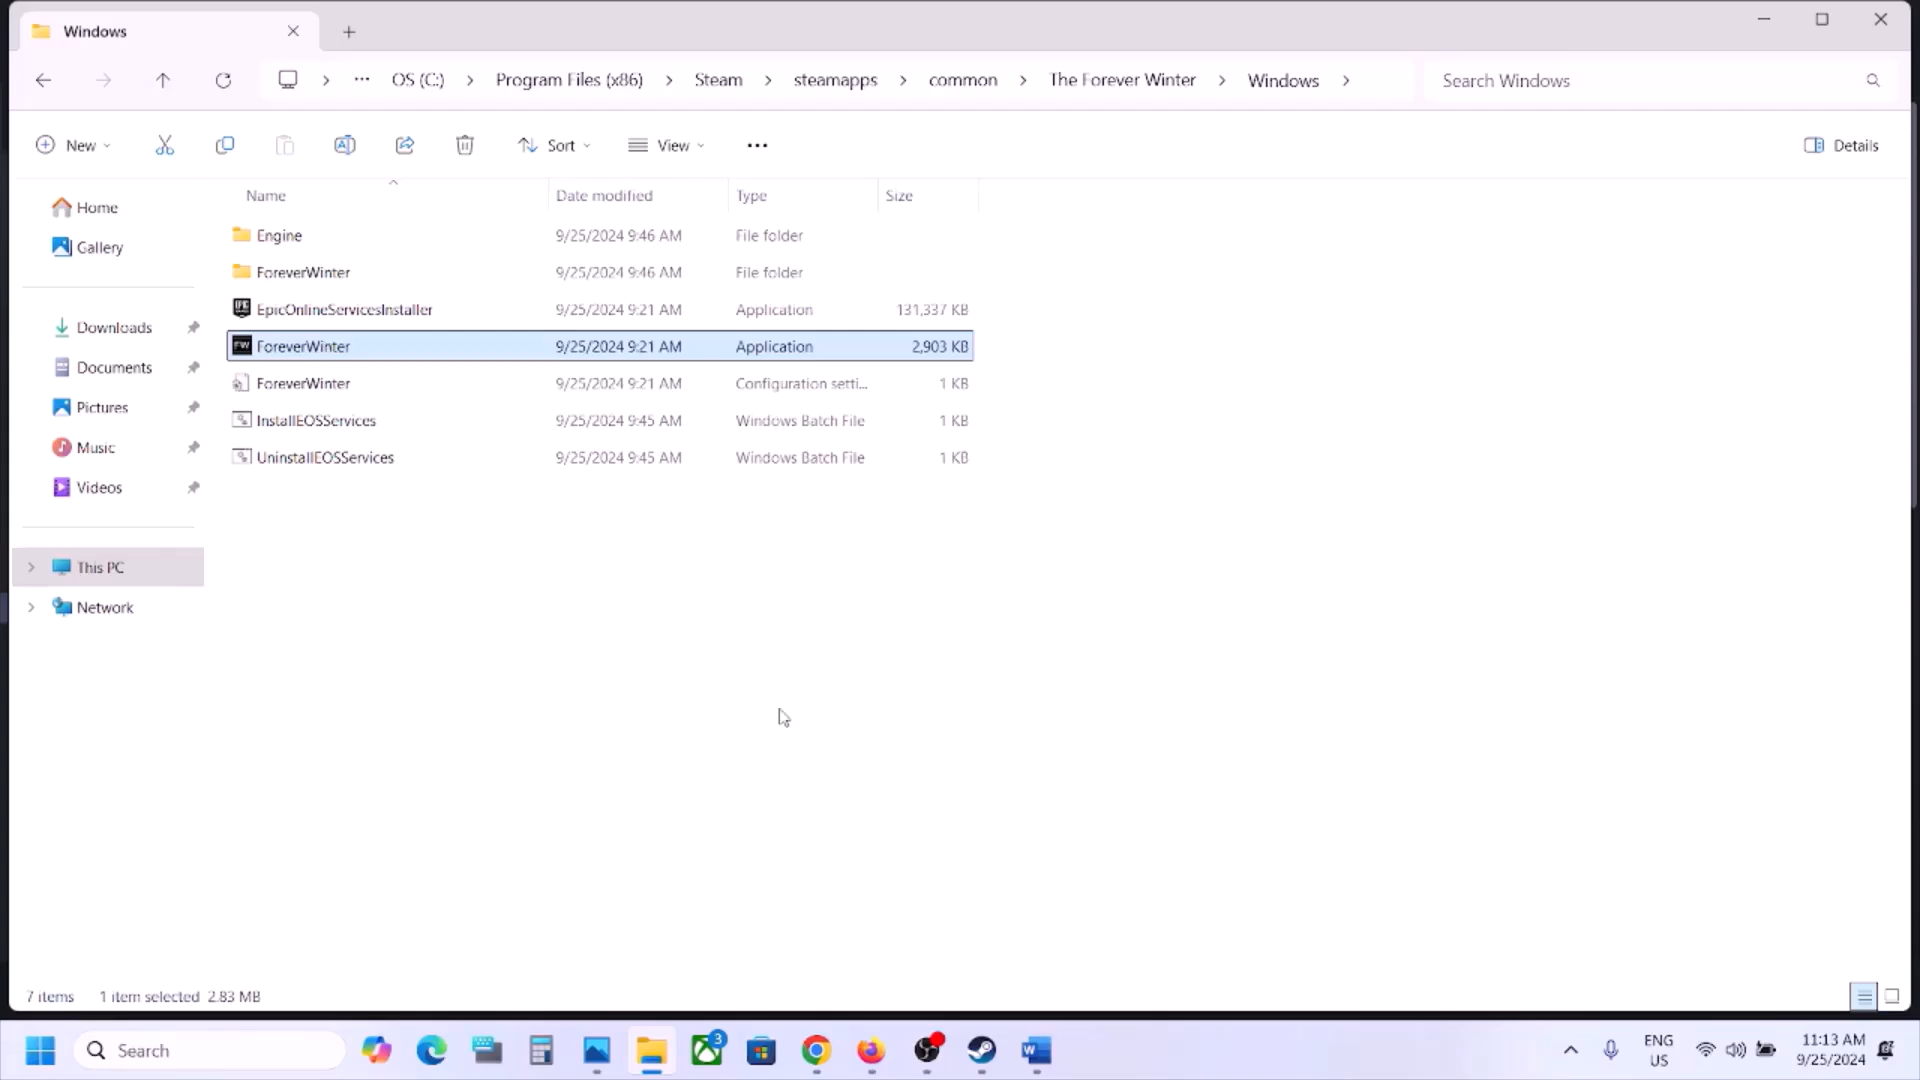 Windows
OS (C:) Program Files (x86) Steam steamapps common The Forever Winter Windows Search Windows
New Sort View Details
Name Date modified Type Size
Home
Gallery
Downloads
Documents
Pictures
Music
Videos
This PC
Network
Engine 9/25/2024 9:46 AM File folder
ForeverWinter 9/25/2024 9:46 AM File folder
EpicOnlineServicesInstaller 9/25/2024 9:21 AM Application 131,337 KB
ForeverWinter 9/25/2024 9:21 AM Application 2,903 KB
ForeverWinter 9/25/2024 9:21 AM Configuration setti... 1 KB
InstallEOSServices 9/25/2024 9:45 AM Windows Batch File 1 KB
UninstallEOSServices 9/25/2024 9:45 AM Windows Batch File 1 KB
7 items 1 item selected 2.83 MB
Search 3 ENG 11:13 AM
US 9/25/2024